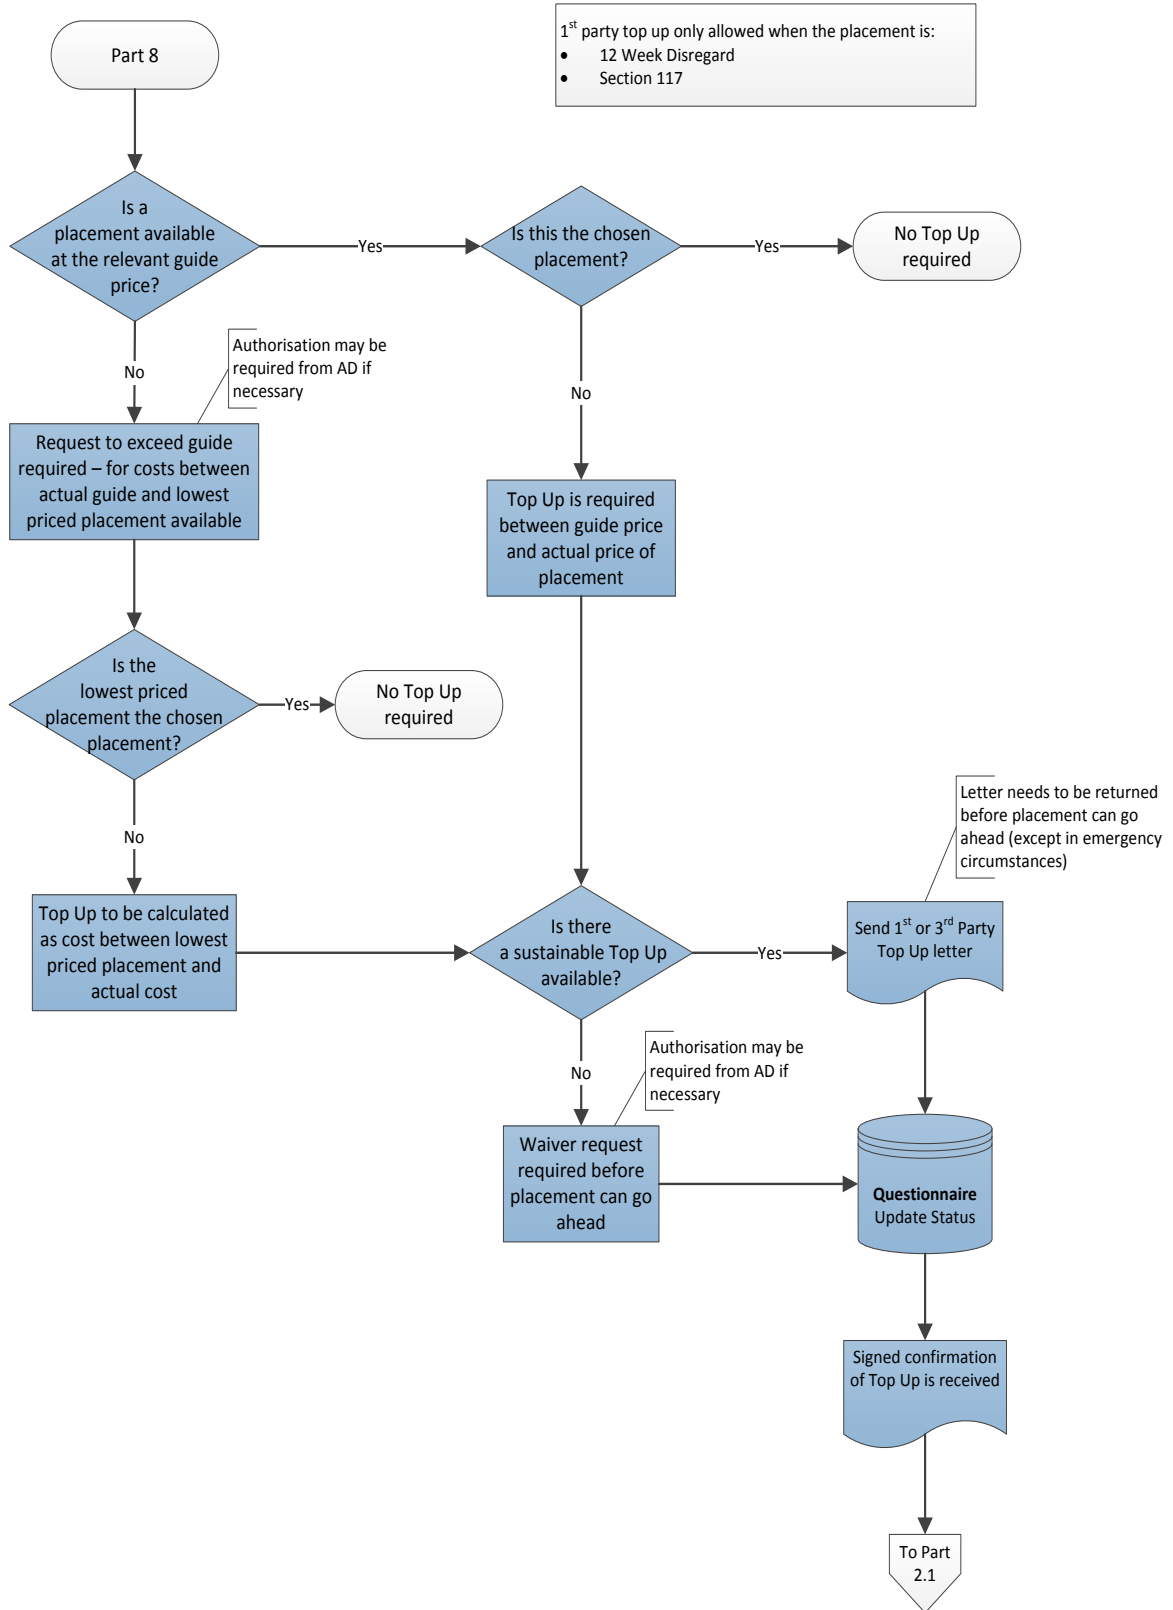 Part 8
1st party top up only allowed when the placement is:
• 12 Week Disregard
• Section 117
Is a
placement available
at the relevant guide
price?
Yes
Is this the chosen
placement?
Yes
No Top Up
required
No
Authorisation may be
required from AD if
necessary
No
Request to exceed guide
required – for costs between
actual guide and lowest
priced placement available
Top Up is required
between guide price
and actual price of
placement
Is the
lowest priced
placement the chosen
placement?
Yes
No Top Up
required
No
Letter needs to be returned
before placement can go
ahead (except in emergency
circumstances)
Top Up to be calculated
as cost between lowest
priced placement and
actual cost
Is there
a sustainable Top Up
available?
Yes
Send 1st or 3rd Party
Top Up letter
No
Authorisation may be
required from AD if
necessary
Waiver request
required before
placement can go
ahead
Questionnaire
Update Status
Signed confirmation
of Top Up is received
To Part
2.1